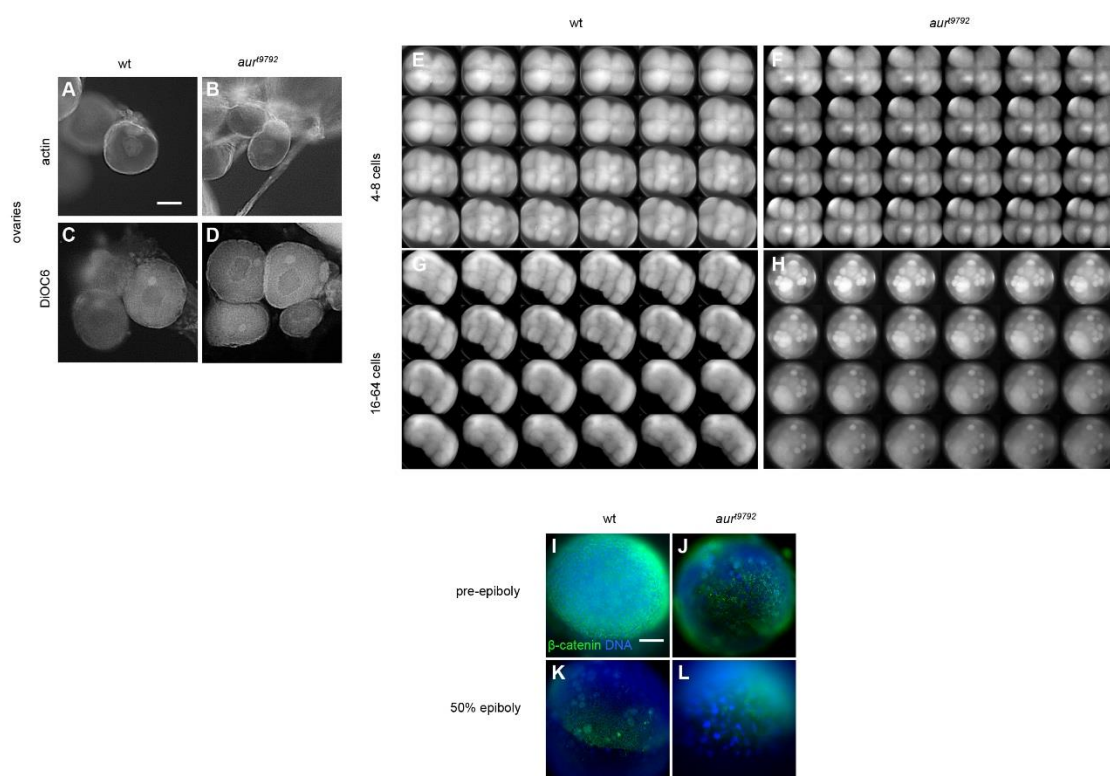 wt
aurᵗ⁹⁷⁹²
wt
aurᵗ⁹⁷⁹²
A
B
E
F
actin
4-8 cells
ovaries
C
D
G
H
DiOC6
16-64 cells
wt
aurᵗ⁹⁷⁹²
I
J
pre-epiboly
β-catenin DNA
K
L
50% epiboly